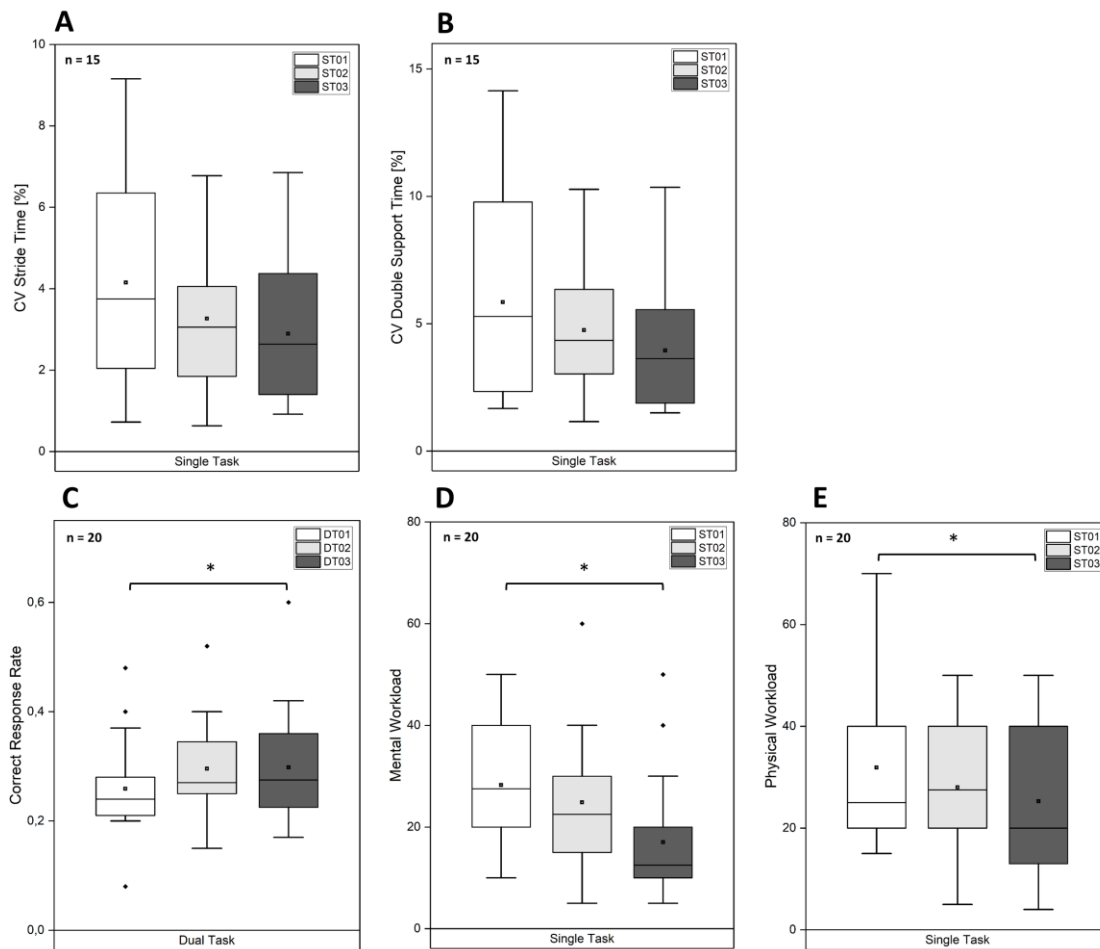 A
n = 15
ST01
ST02
ST03
10
8
6
4
2
0
CV Stride Time [%]
Single Task
B
n = 15
ST01
ST02
ST03
15
10
5
0
CV Double Support Time [%]
Single Task
C
n = 20
DT01
DT02
DT03
*
0,6
0,4
0,2
0,0
Correct Response Rate
Dual Task
D
n = 20
ST01
ST02
ST03
*
80
60
40
20
0
Mental Workload
Single Task
E
n = 20
ST01
ST02
ST03
*
80
60
40
20
0
Physical Workload
Single Task